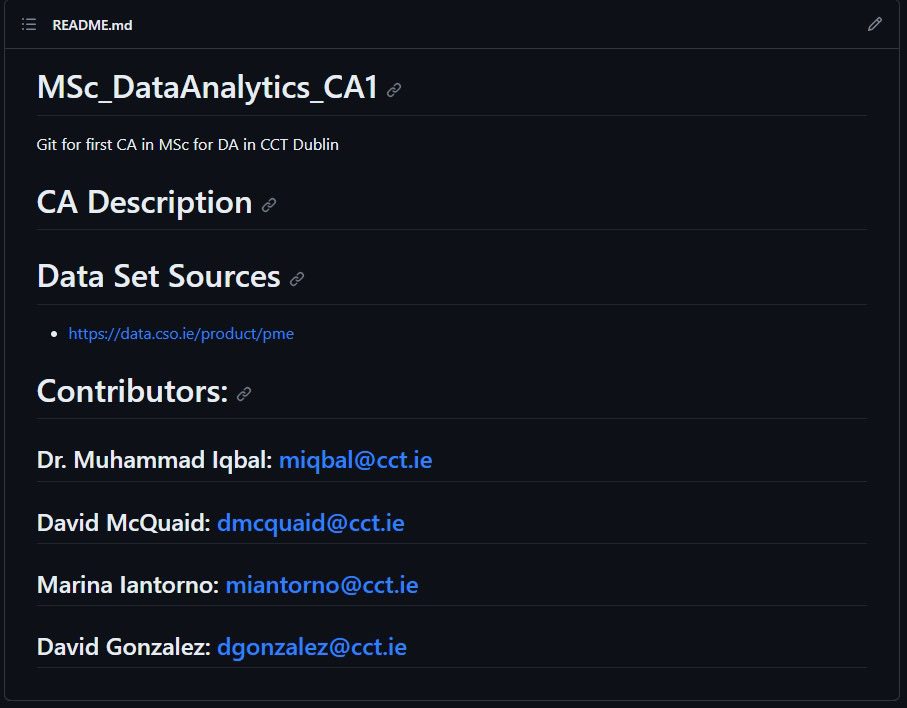 README.md
MSc_DataAnalytics_CA1
Git for first CA in MSc for DA in CCT Dublin
CA Description
Data Set Sources
https://data.cso.ie/product/pme
Contributors:
Dr. Muhammad Iqbal: miqbal@cct.ie
David McQuaid: dmcquaid@cct.ie
Marina Iantorno: miantorno@cct.ie
David Gonzalez: dgonzalez@cct.ie